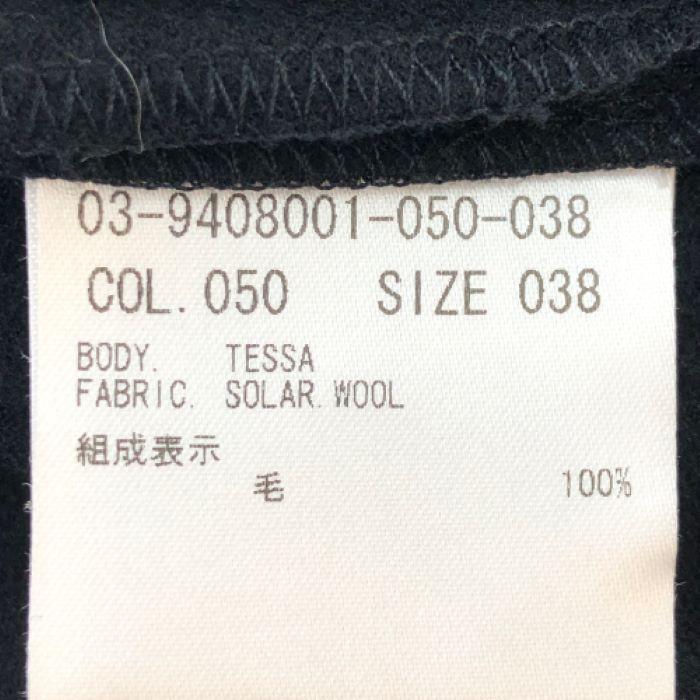 03-9408001-050-038
COL. 050 SIZE 038
BODY. TESSA
FABRIC. SOLAR.WOOL
組成表示
毛 100%